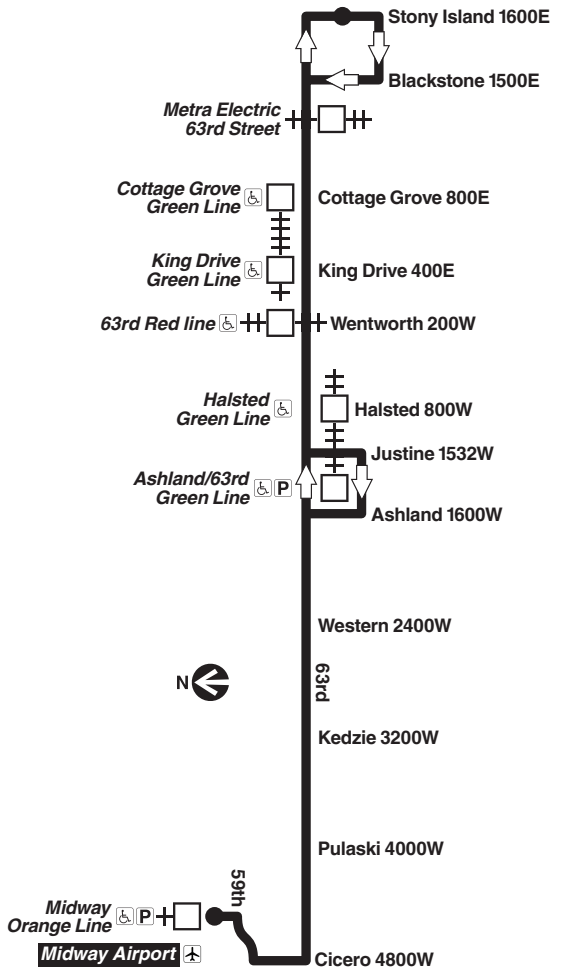 Stony Island 1600E
Blackstone 1500E
Metra Electric
63rd Street
Cottage Grove
Green Line
Cottage Grove 800E
King Drive
Green Line
King Drive 400E
63rd Red line
Wentworth 200W
Halsted
Green Line
Halsted 800W
Justine 1532W
Ashland/63rd
Green Line
P
Ashland 1600W
Western 2400W
63rd
N
Kedzie 3200W
Pulaski 4000W
59th
Midway
Orange Line
P
Midway Airport
Cicero 4800W